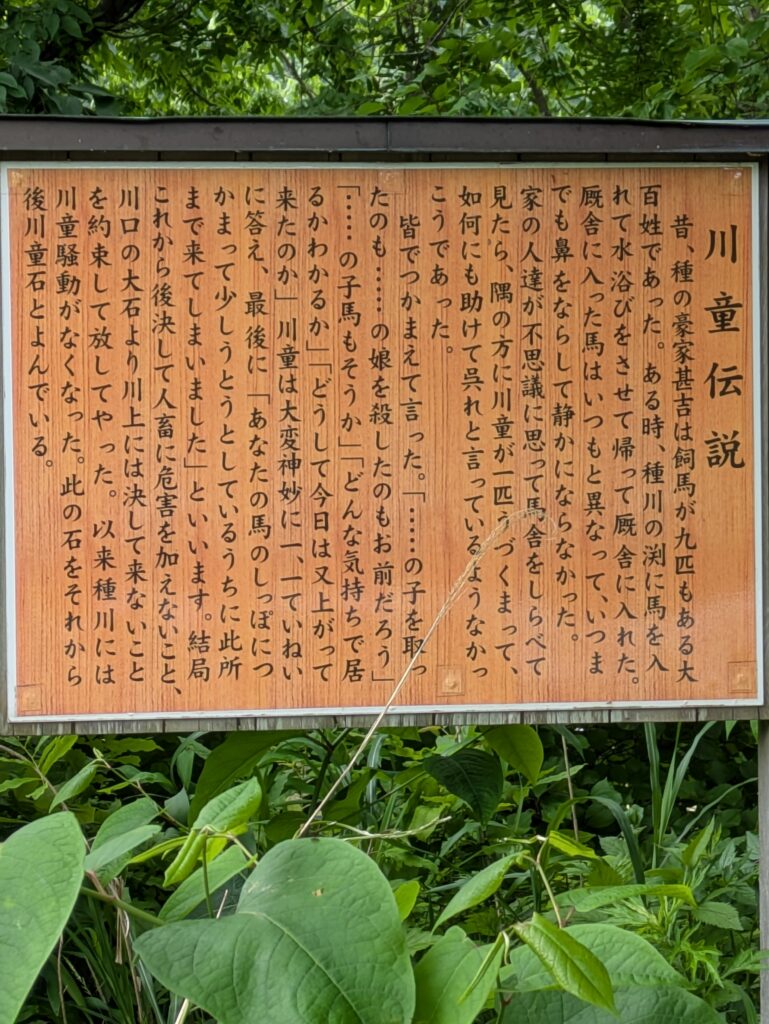 川童伝説
昔、種の豪家甚吉は飼馬が九匹もある大
百姓であった。ある時、種川の渕に馬を入
れて水浴びをさせて帰って厩舎に入れた。
厩舎に入った馬はいつもと異なって、いつま
でも鼻をならして静かにならなかった。
家の人達が不思議に思って馬舎をしらべて
見たら、隅の方に川童が一匹うづくまって、
如何にも助けて呉れと言っているようなかっ
こうであった。
皆でつかまえて言った。「……の子を取っ
たのも……の娘を殺したのもお前だろう」
「……の子馬もそうか」「どんな気持ちで居
るかわかるか」「どうして今日は又上がって
来たのか」川童は大変神妙に一、一ていねい
に答え、最後に「あなたの馬のしっぽにつ
かまって少しうとうとしているうちに此所
まで来てしまいました」といいます。結局
これから後決して人畜に危害を加えないこと、
川口の大石より川上には決して来ないこと
を約束して放してやった。以来種川には
川童騒動がなくなった。此の石をそれから
後川童石とよんでいる。